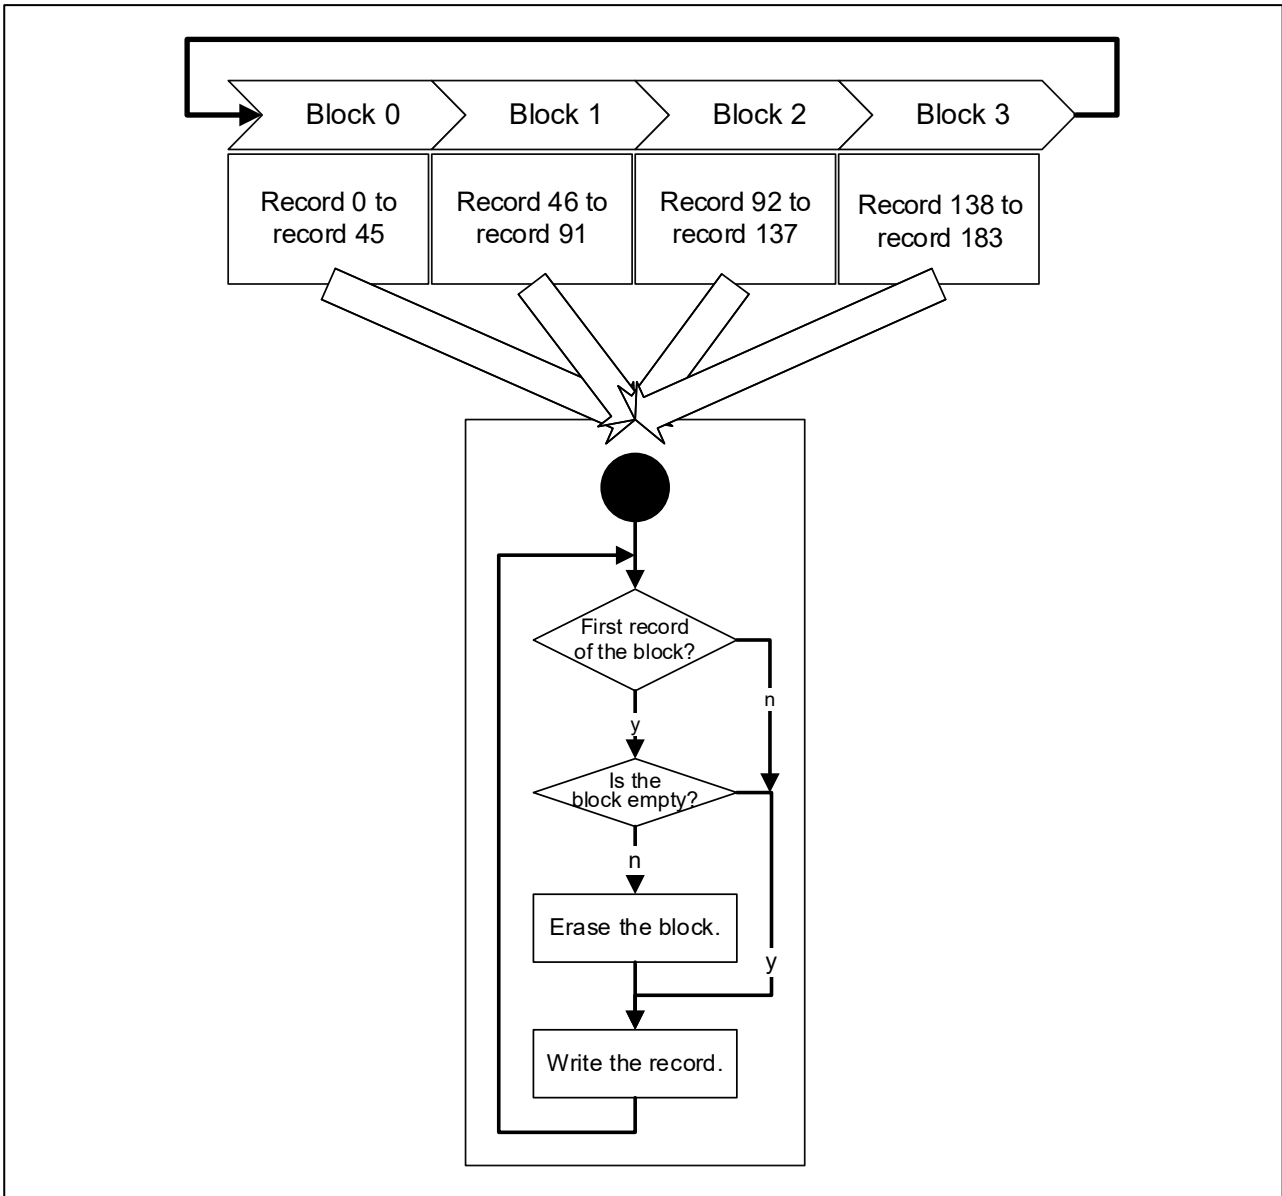 Block 0
Block 1
Block 2
Block 3
Record 0 to
record 45
Record 46 to
record 91
Record 92 to
record 137
Record 138 to
record 183
First record
of the block?
n
y
Is the
block empty?
n
Erase the block.
y
Write the record.